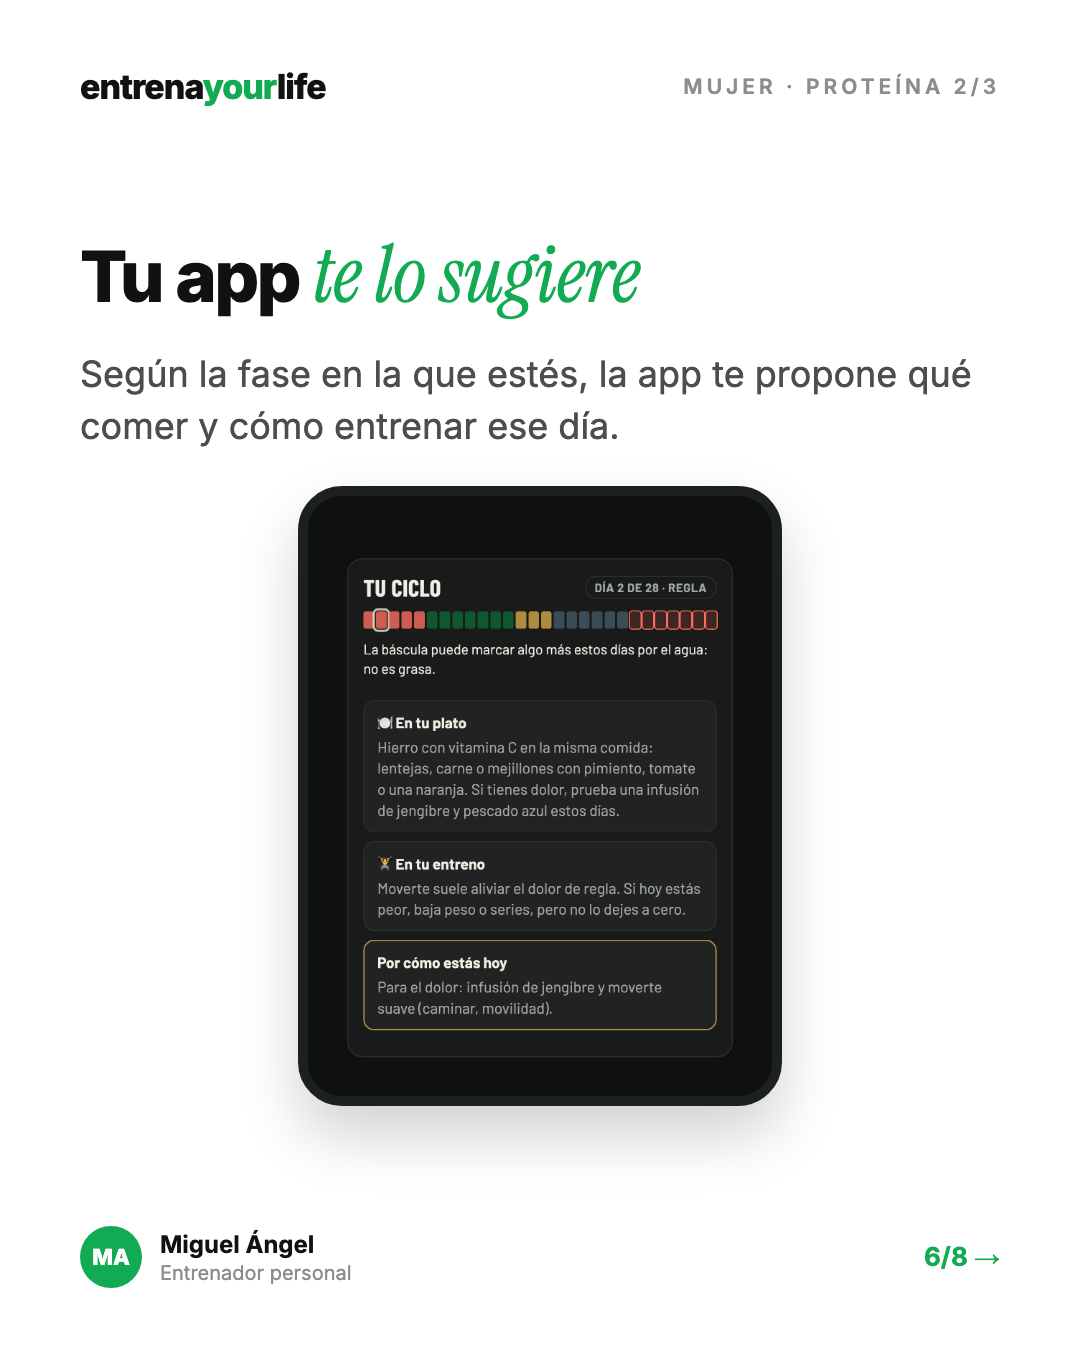 entrenayourlife
MUJER · PROTEÍNA 2/3
Tu app te lo sugiere
Según la fase en la que estés, la app te propone qué
comer y cómo entrenar ese día.
TU CICLO
DÍA 2 DE 28 · REGLA
La báscula puede marcar algo más estos días por el agua:
no es grasa.
En tu plato
Hierro con vitamina C en la misma comida:
lentejas, carne o mejillones con pimiento, tomate
o una naranja. Si tienes dolor, prueba una infusión
de jengibre y pescado azul estos días.
En tu entreno
Moverte suele aliviar el dolor de regla. Si hoy estás
peor, baja peso o series, pero no lo dejes a cero.
Por cómo estás hoy
Para el dolor: infusión de jengibre y moverte
suave (caminar, movilidad).
MA
Miguel Ángel
Entrenador personal
6/8 →